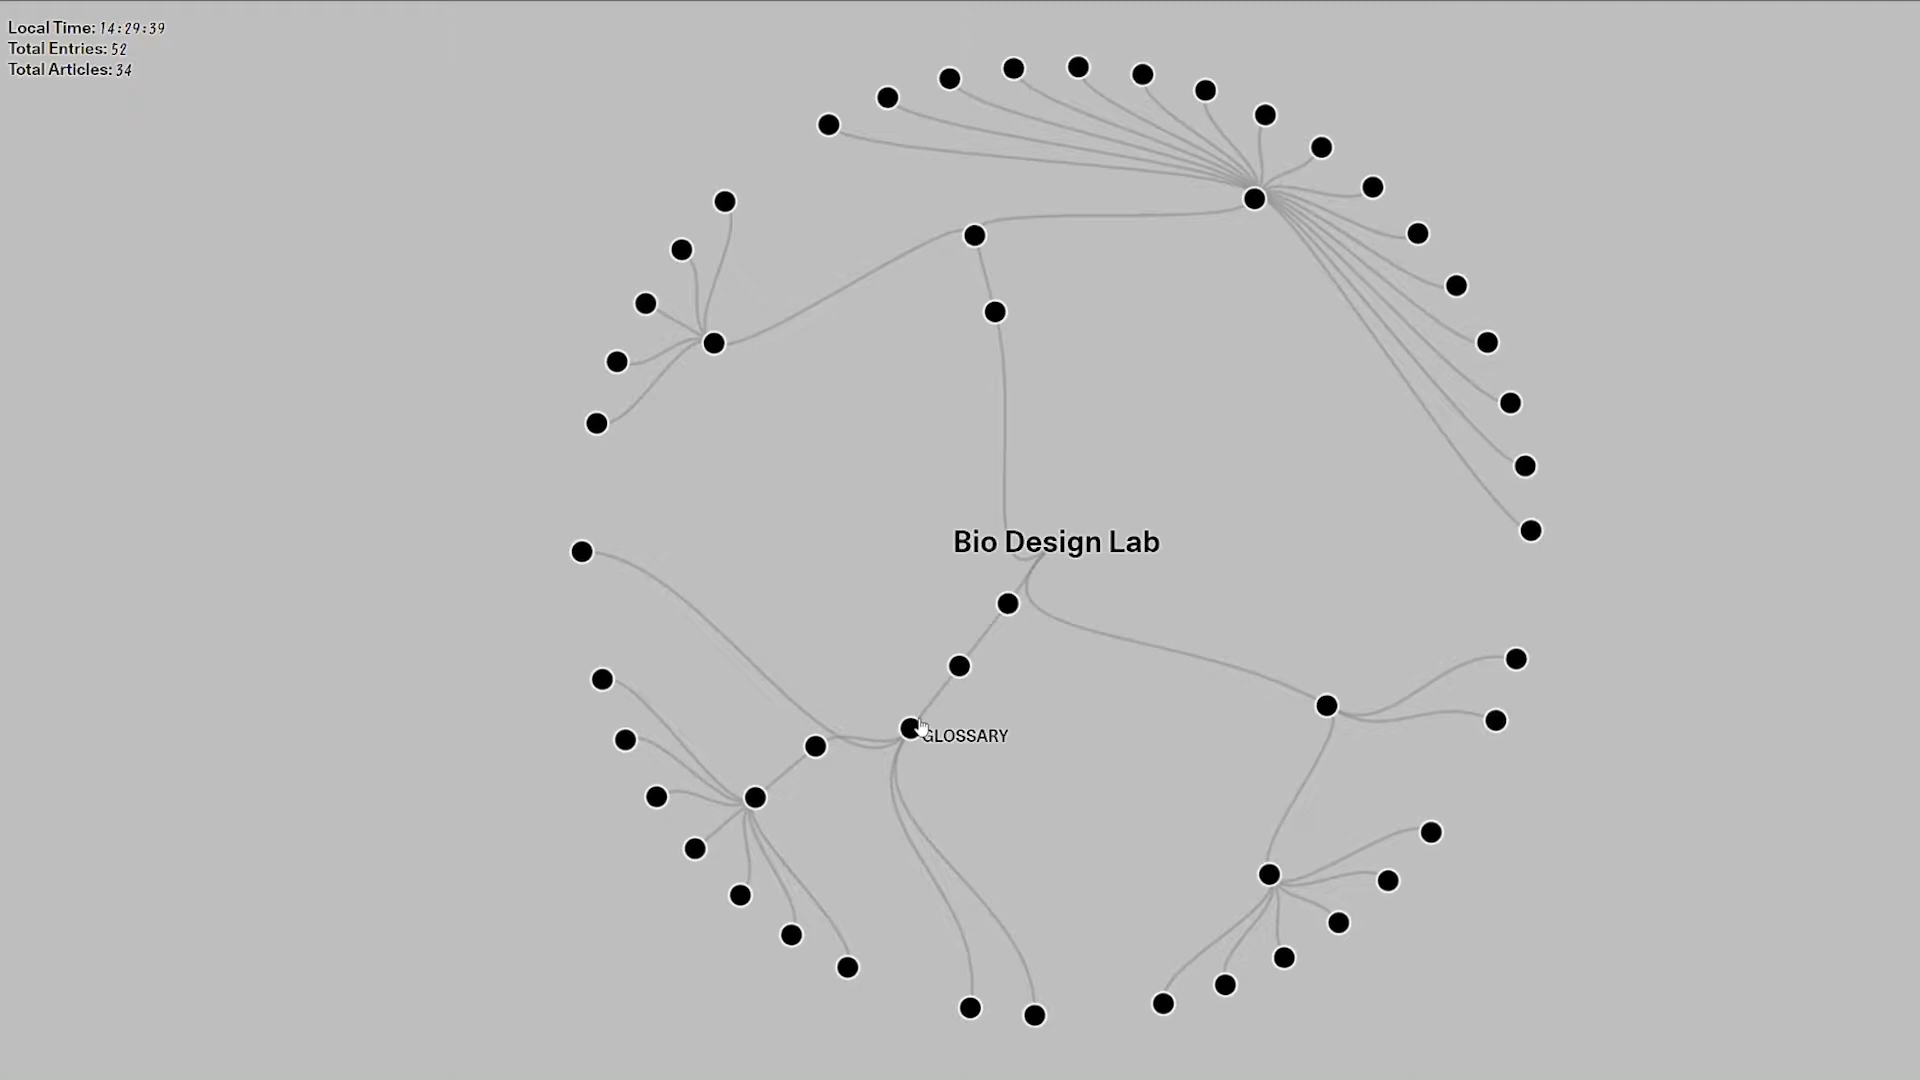 Local Time: 14:29:39
Total Entries: 52
Total Articles: 34
Bio Design Lab
GLOSSARY